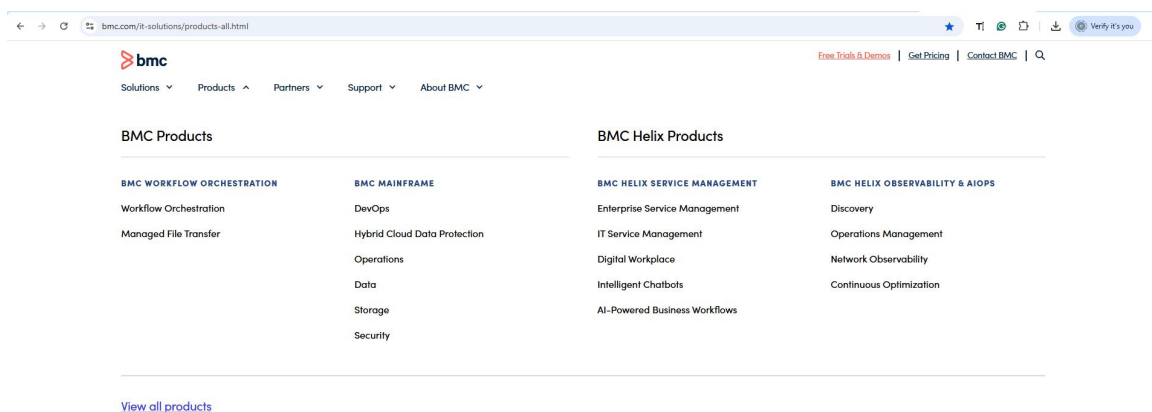 bmc.com/it-solutions/products-all.html
Verify it's you
bmc
Free Trials & Demos | Get Pricing | Contact BMC |
Solutions Products Partners Support About BMC
BMC Products
BMC Helix Products
BMC WORKFLOW ORCHESTRATION
Workflow Orchestration
Managed File Transfer
BMC MAINFRAME
DevOps
Hybrid Cloud Data Protection
Operations
Data
Storage
Security
BMC HELIX SERVICE MANAGEMENT
Enterprise Service Management
IT Service Management
Digital Workplace
Intelligent Chatbots
AI-Powered Business Workflows
BMC HELIX OBSERVABILITY & AIOPS
Discovery
Operations Management
Network Observability
Continuous Optimization
View all products